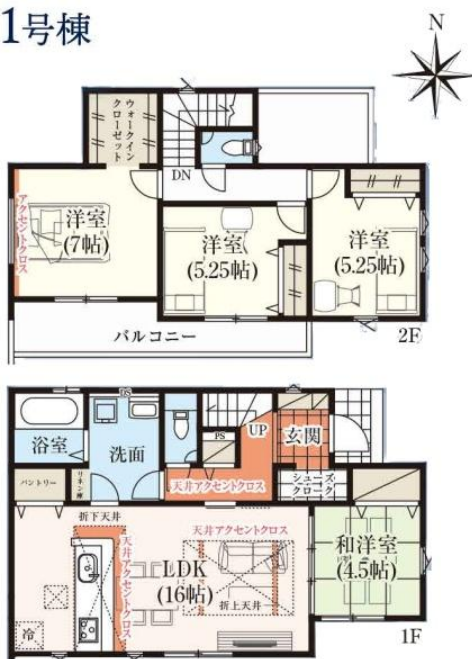 1号棟
N
ウォークイン
クローゼット
DN
アクセントクロス
洋室
(7帖)
洋室
(5.25帖)
洋室
(5.25帖)
バルコニー
2F
浴室
洗面
PS
UP
玄関
パントリー
リネン庫
天井アクセントクロス
シューズ
クローク
折下天井
天井アクセントクロス
天井アクセントクロス
LDK
(16帖)
折上天井
和洋室
(4.5帖)
冷
1F